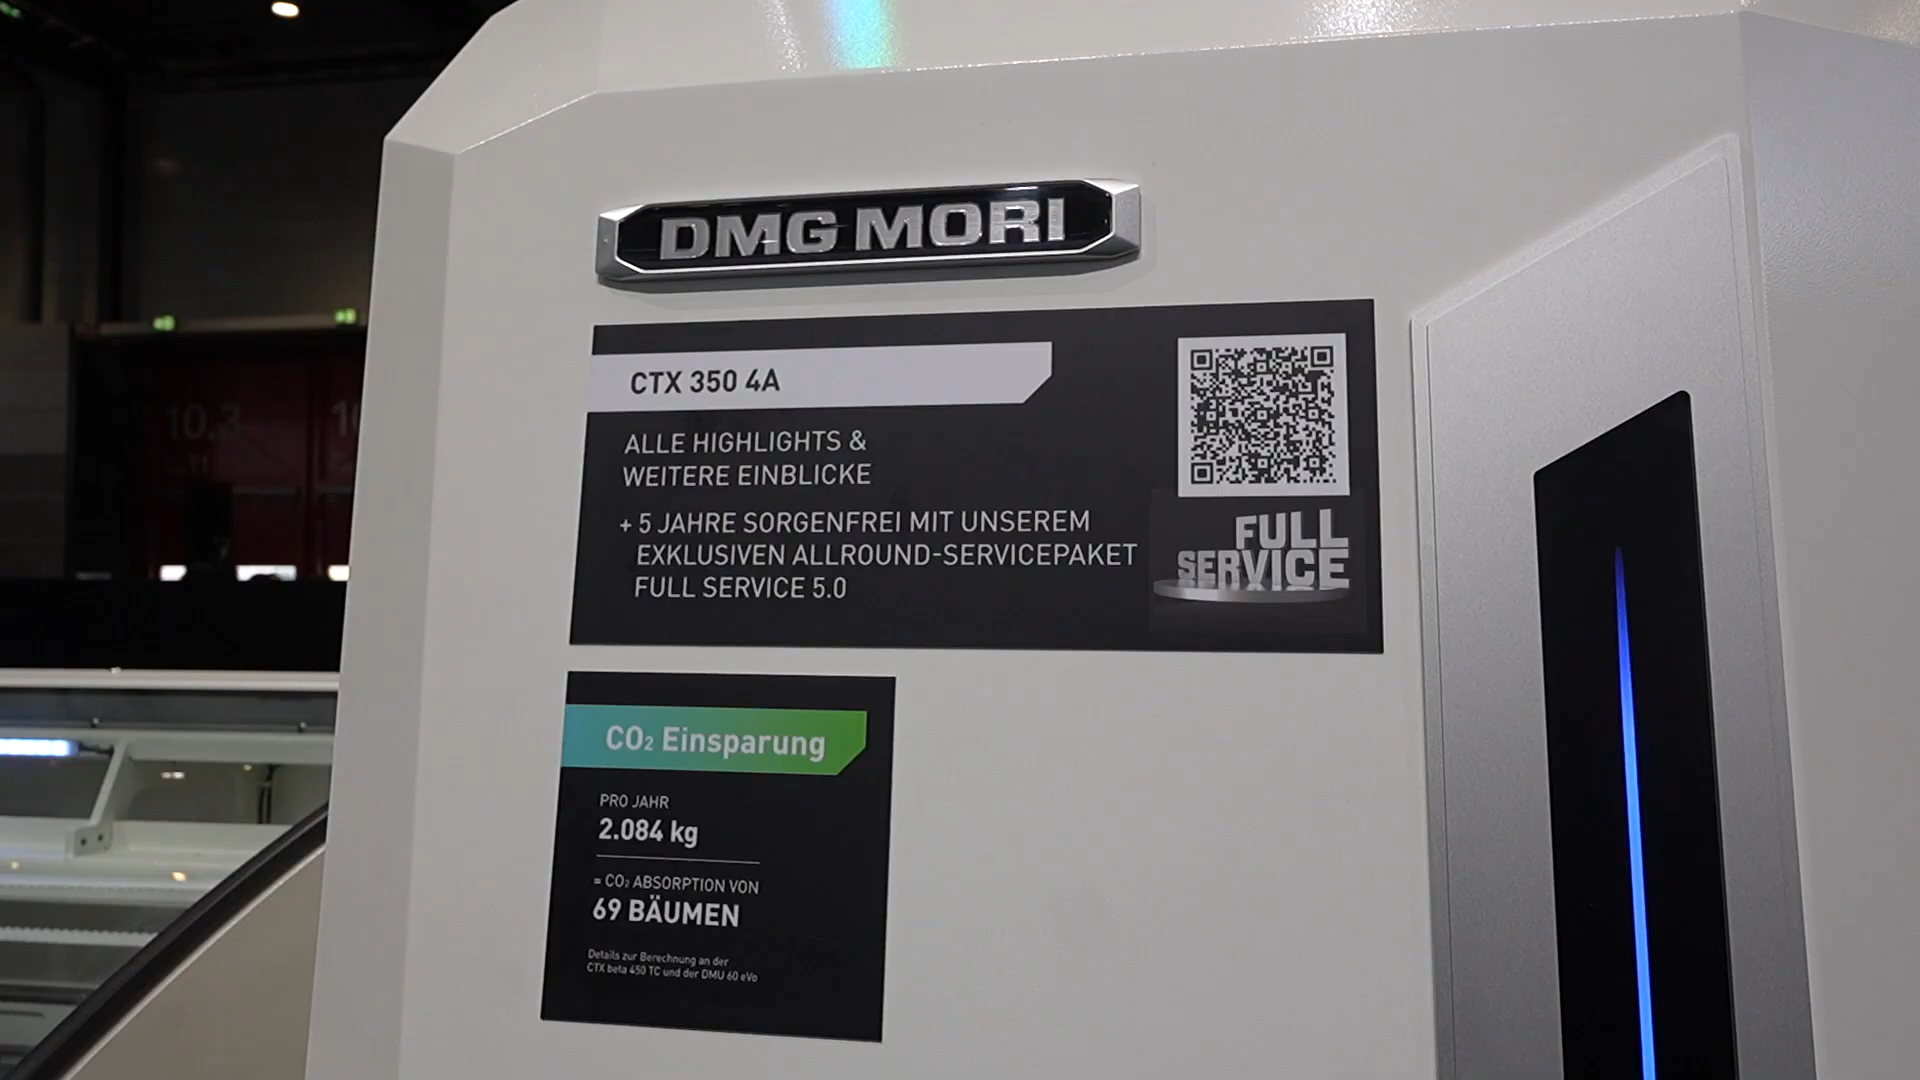 DMG MORI
CTX 350 4A
ALLE HIGHLIGHTS &
WEITERE EINBLICKE
+ 5 JAHRE SORGENFREI MIT UNSEREM
EXKLUSIVEN ALLROUND-SERVICEPAKET
FULL SERVICE 5.0
FULL
SERVICE
CO₂ Einsparung
PRO JAHR
2.084 kg
= CO₂ ABSORPTION VON
69 BÄUMEN
Details zur Berechnung an der
CTX beta 450 TC und der DMU 60 eVo
10.3